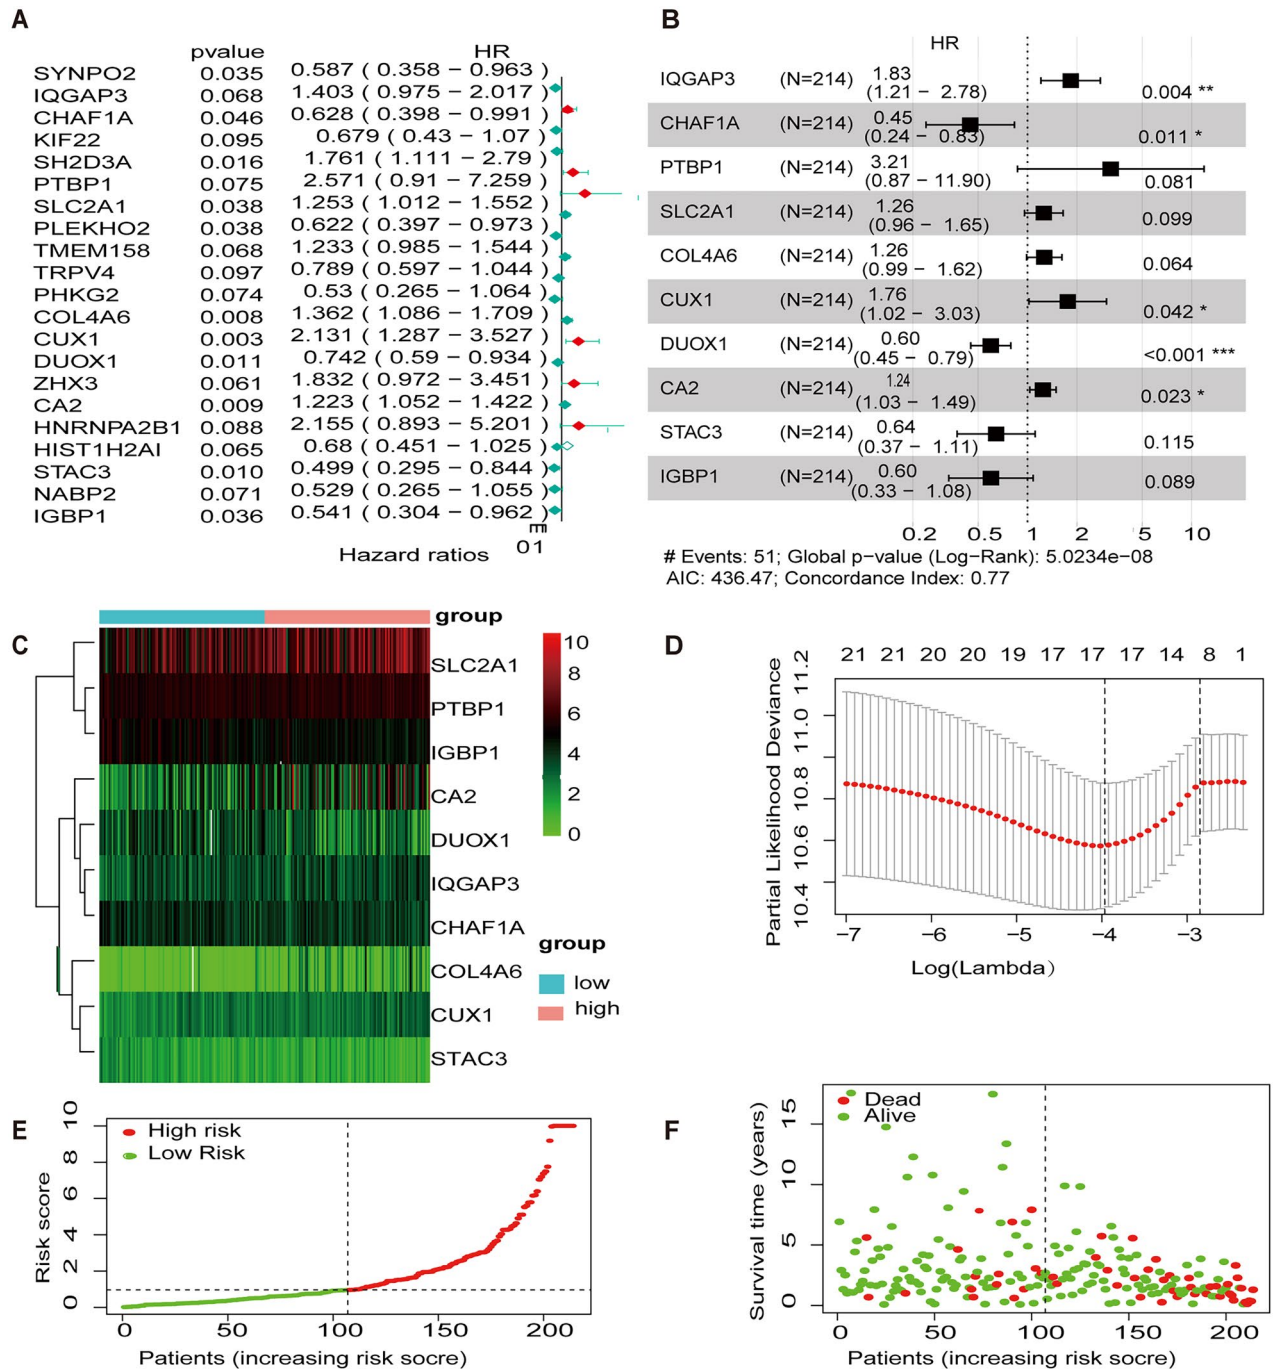 A
pvalue HR
SYNPO2 0.035 0.587 ( 0.358 − 0.963 )
IQGAP3 0.068 1.403 ( 0.975 − 2.017 )
CHAF1A 0.046 0.628 ( 0.398 − 0.991 )
KIF22 0.095 0.679 ( 0.43 − 1.07 )
SH2D3A 0.016 1.761 ( 1.111 − 2.79 )
PTBP1 0.075 2.571 ( 0.91 − 7.259 )
SLC2A1 0.038 1.253 ( 1.012 − 1.552 )
PLEKHO2 0.038 0.622 ( 0.397 − 0.973 )
TMEM158 0.068 1.233 ( 0.985 − 1.544 )
TRPV4 0.097 0.789 ( 0.597 − 1.044 )
PHKG2 0.074 0.53 ( 0.265 − 1.064 )
COL4A6 0.008 1.362 ( 1.086 − 1.709 )
CUX1 0.003 2.131 ( 1.287 − 3.527 )
DUOX1 0.011 0.742 ( 0.59 − 0.934 )
ZHX3 0.061 1.832 ( 0.972 − 3.451 )
CA2 0.009 1.223 ( 1.052 − 1.422 )
HNRNPA2B1 0.088 2.155 ( 0.893 − 5.201 )
HIST1H2AI 0.065 0.68 ( 0.451 − 1.025 )
STAC3 0.010 0.499 ( 0.295 − 0.844 )
NABP2 0.071 0.529 ( 0.265 − 1.055 )
IGBP1 0.036 0.541 ( 0.304 − 0.962 )
0 1
Hazard ratios
B
HR
IQGAP3 (N=214) 1.83 (1.21 − 2.78) 0.004 **
CHAF1A (N=214) 0.45 (0.24 − 0.83) 0.011 *
PTBP1 (N=214) 3.21 (0.87 − 11.90) 0.081
SLC2A1 (N=214) 1.26 (0.96 − 1.65) 0.099
COL4A6 (N=214) 1.26 (0.99 − 1.62) 0.064
CUX1 (N=214) 1.76 (1.02 − 3.03) 0.042 *
DUOX1 (N=214) 0.60 (0.45 − 0.79) <0.001 ***
CA2 (N=214) 1.24 (1.03 − 1.49) 0.023 *
STAC3 (N=214) 0.64 (0.37 − 1.11) 0.115
IGBP1 (N=214) 0.60 (0.33 − 1.08) 0.089
0.2 0.5 1 2 5 10
# Events: 51; Global p−value (Log−Rank): 5.0234e−08
AIC: 436.47; Concordance Index: 0.77
C
group
SLC2A1
PTBP1
IGBP1
CA2
DUOX1
IQGAP3
CHAF1A
COL4A6
CUX1
STAC3
10
8
6
4
2
0
group
low
high
D
21 21 20 20 19 17 17 17 14 8 1
Partial Likelihood Deviance
11.2
11.0
10.8
10.6
10.4
−7 −6 −5 −4 −3
Log(Lambda)
E
High risk
Low Risk
Risk score
10
8
6
4
2
0
0 50 100 150 200
Patients (increasing risk socre)
F
Dead
Alive
Survival time (years)
15
10
5
0
0 50 100 150 200
Patients (increasing risk socre)